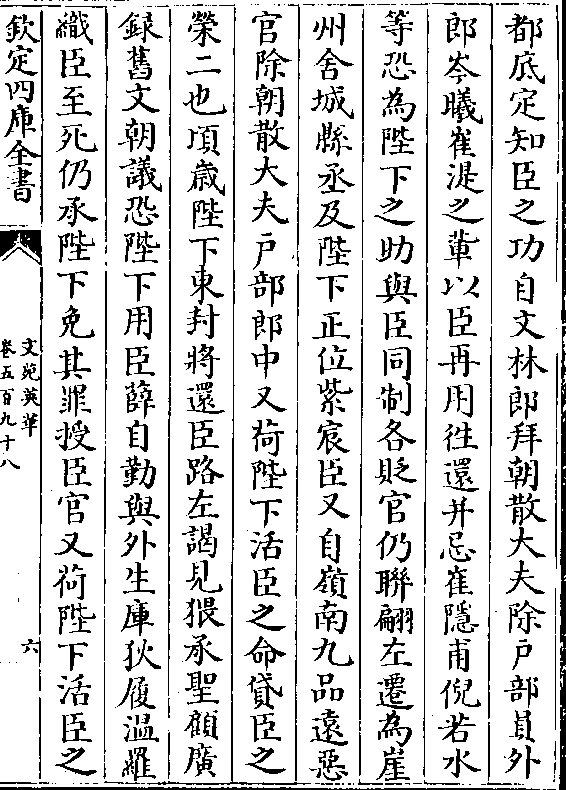 都底定知臣之功自文林郎拜朝散大夫除戸部員外
郎岑曦崔湜之輩以臣再用徃還并忌崔隱甫倪若水
等恐為陛下之助與臣同制各貶官仍聯翩左遷為崖
州舍城縣丞及陛下正位紫宸臣又自嶺南九品逺惡
官除朝散大夫戸部郎中又荷陛下活臣之命貸臣之
榮二也頃歳陛下東封將還臣路左謁見猥承聖顧廣
録舊文朝議恐陛下用臣薛自勤與外生庫狄履温羅
織臣至死仍承陛下免其罪授臣官又荷陛下活臣之
欽定四庫全書
文苑英華
卷五百九十八
六